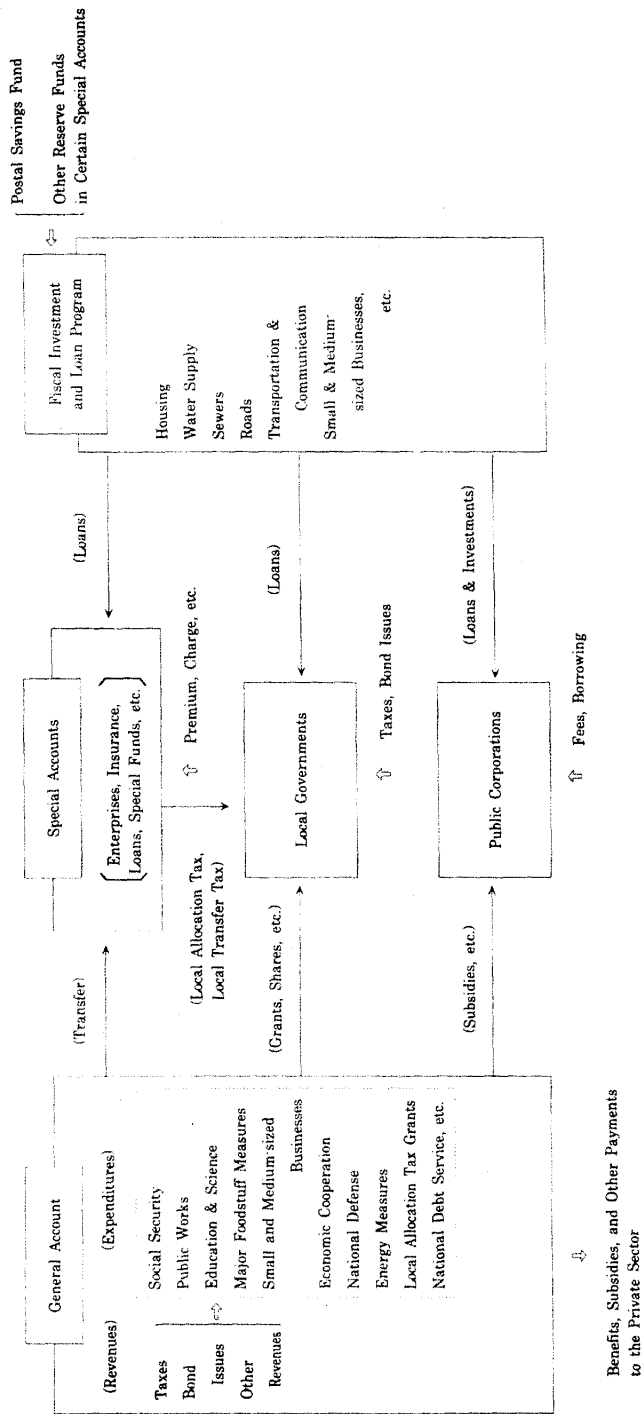 General Account
(Revenues)
(Expenditures)
Taxes
Bond
Issues
Other
Revenues
Social Security
Public Works
Education & Science
Major Foodstuff Measures
Small and Medium-sized
Businesses
Economic Cooperation
National Defense
Energy Measures
Local Allocation Tax Grants
National Debt Service, etc.
Benefits, Subsidies, and Other Payments
to the Private Sector
(Transfer)
(Grants, Shares, etc.)
(Subsidies, etc.)
Special Accounts
Enterprises, Insurance,
Loans, Special Funds, etc.
(Local Allocation Tax,
Local Transfer Tax)
Premium, Charge, etc.
Local Governments
Taxes, Bond Issues
Public Corporations
Fees, Borrowing
(Loans)
(Loans)
(Loans & Investments)
Fiscal Investment
and Loan Program
Housing
Water Supply
Sewers
Roads
Transportation &
Communication
Small & Medium-
sized Businesses,
etc.
Postal Savings Fund
Other Reserve Funds
in Certain Special Accounts